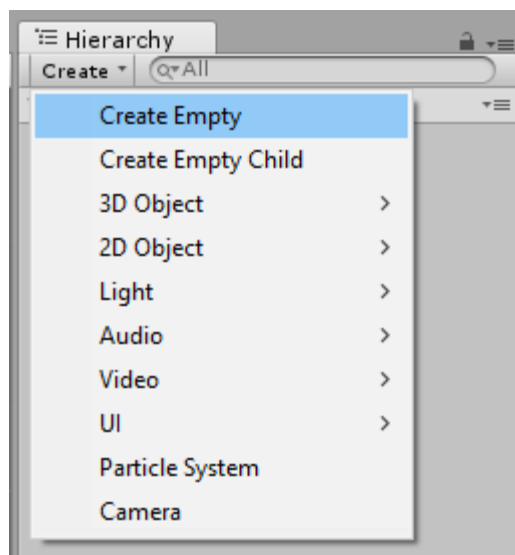 Hierarchy
Create All
Create Empty
Create Empty Child
3D Object
2D Object
Light
Audio
Video
UI
Particle System
Camera